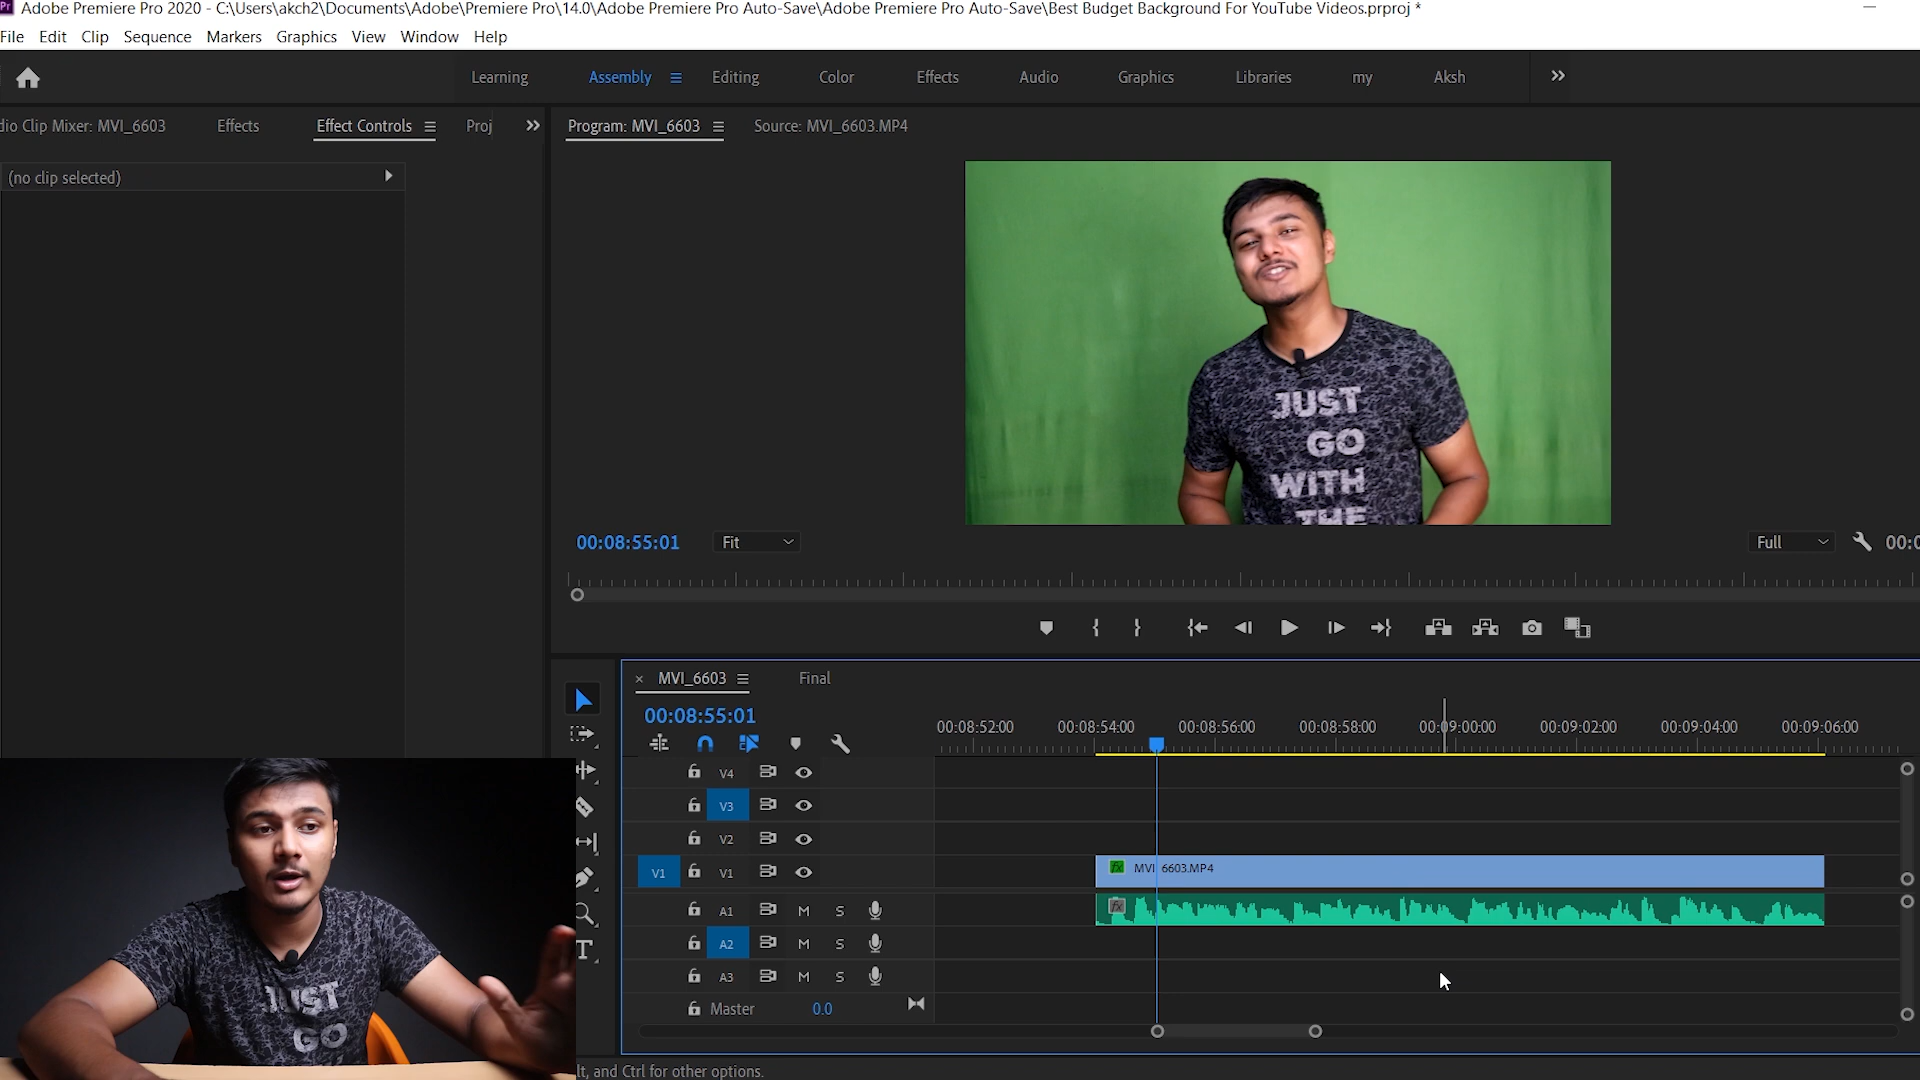 Adobe Premiere Pro 2020 - C:\Users\akch2\Documents\Adobe\Premiere Pro\14.0\Adobe Premiere Pro Auto-Save\Adobe Premiere Pro Auto-Save\Best Budget Background For YouTube Videos.prproj *
File Edit Clip Sequence Markers Graphics View Window Help
Learning Assembly Editing Color Effects Audio Graphics Libraries my Aksh
dio Clip Mixer: MVI_6603 Effects Effect Controls Proj Program: MVI_6603 Source: MVI_6603.MP4
(no clip selected)
JUST
GO
WITH
THE
00:08:55:01 Fit Full 00:0
MVI_6603 Final
00:08:55:01
00:08:52:00 00:08:54:00 00:08:56:00 00:08:58:00 00:09:00:00 00:09:02:00 00:09:04:00 00:09:06:00
V4
V3
V2
V1 V1 fx MVI_6603.MP4
A1 M S fx
A2 M S
A3 M S
Master 0.0
JUST
GO
lt, and Ctrl for other options.